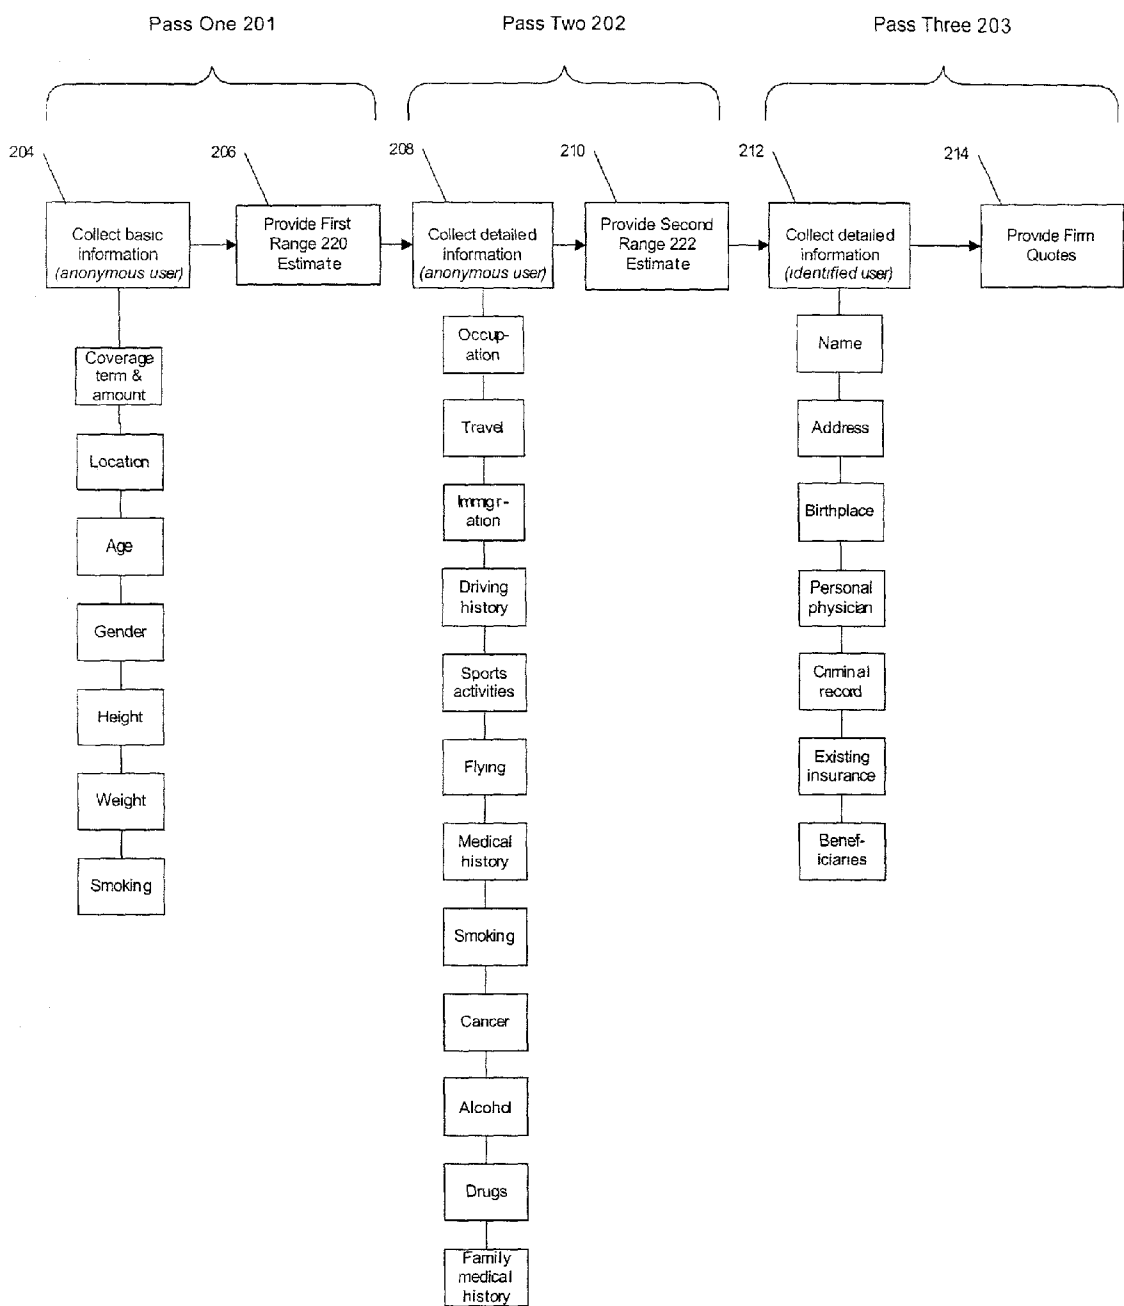 Pass One 201
Pass Two 202
Pass Three 203
204
206
208
210
212
214
Collect basic
information
(anonymous user)
Provide First
Range 220
Estimate
Collect detailed
information
(anonymous user)
Provide Second
Range 222
Estimate
Collect detailed
information
(identified user)
Provide Firm
Quotes
Coverage
term &
amount
Location
Age
Gender
Height
Weight
Smoking
Occup-
ation
Travel
Immigr-
ation
Driving
history
Sports
activities
Flying
Medical
history
Smoking
Cancer
Alcohol
Drugs
Family
medical
history
Name
Address
Birthplace
Personal
physician
Criminal
record
Existing
insurance
Benef-
iciaries